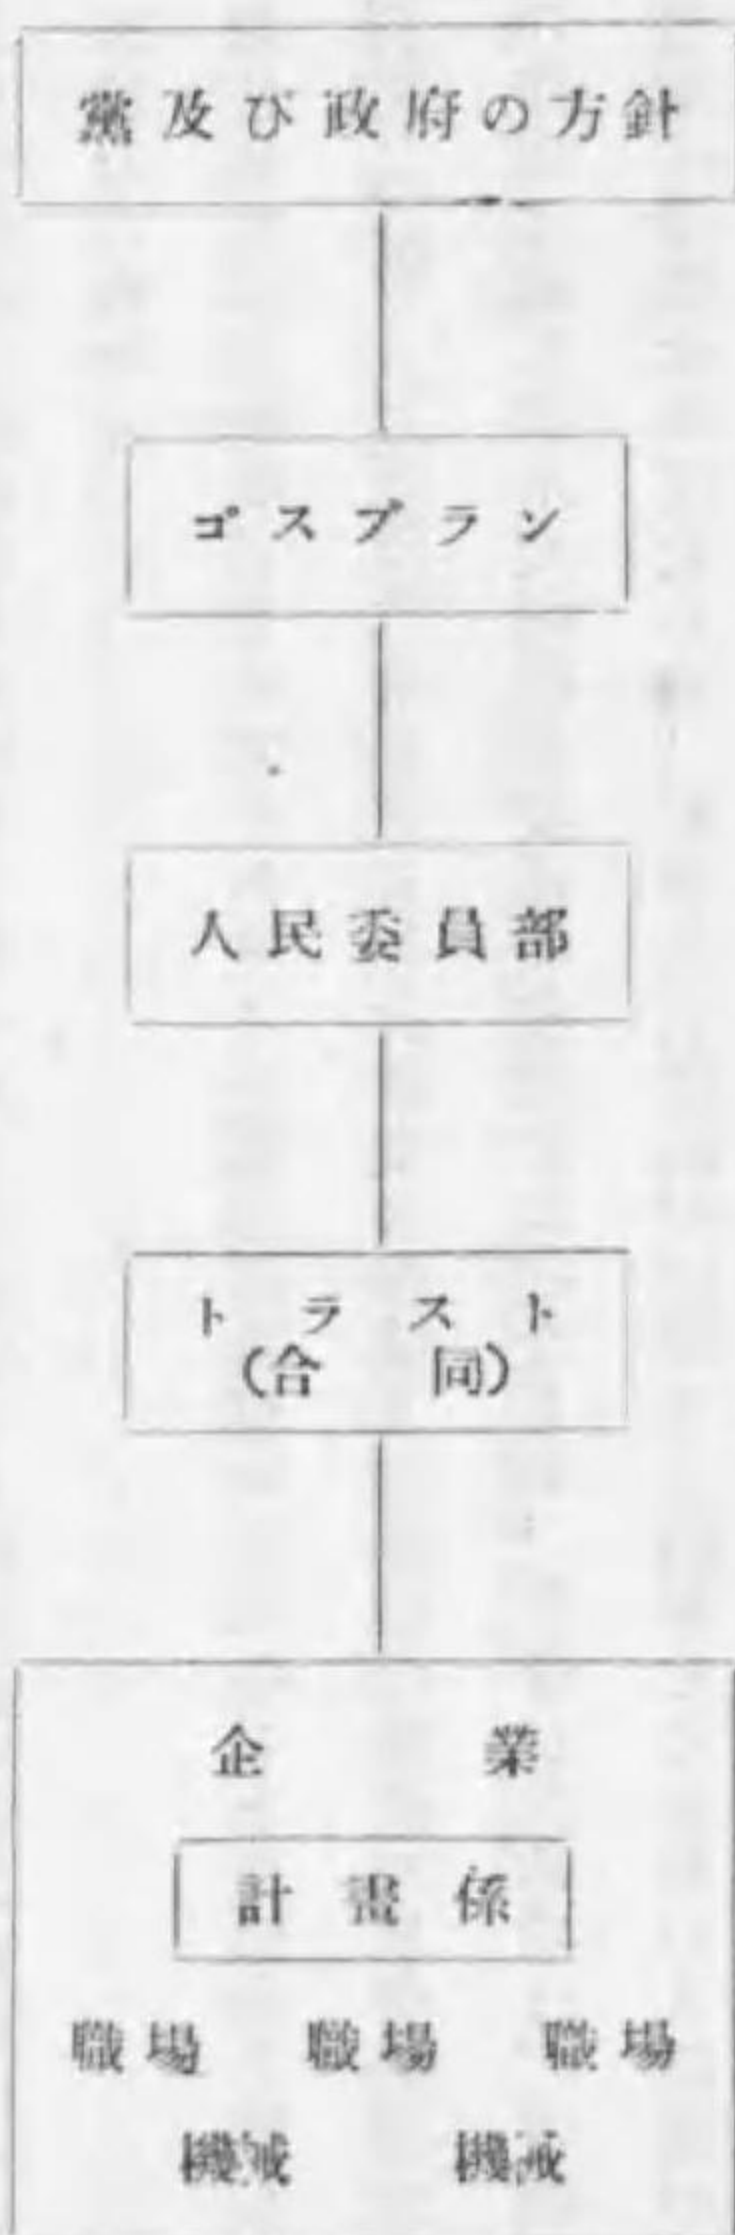 黨及び政府の方針
ゴスプラン
人民委員部
トラスト
(合同)
企業
計畫係
職場 職場 職場
機械 機械